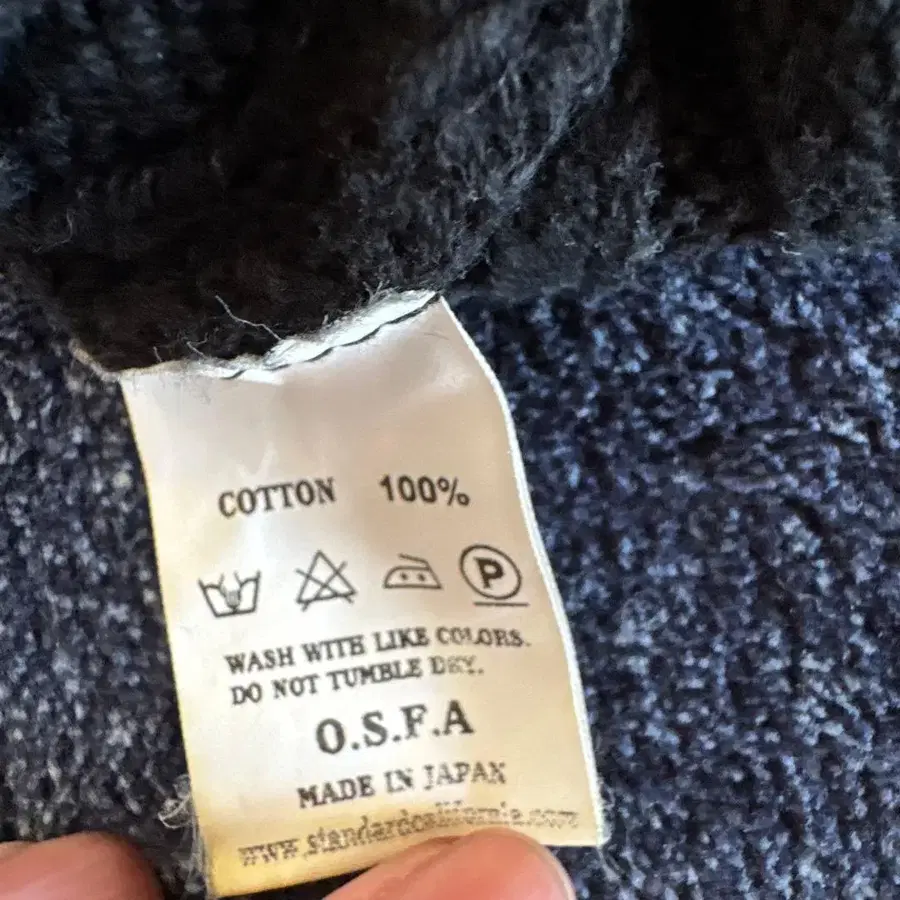 COTTON 100%
P
WASH WITH LIKE COLORS.
DO NOT TUMBLE DRY.
O.S.F.A
MADE IN JAPAN
www.standardcalifornia.com